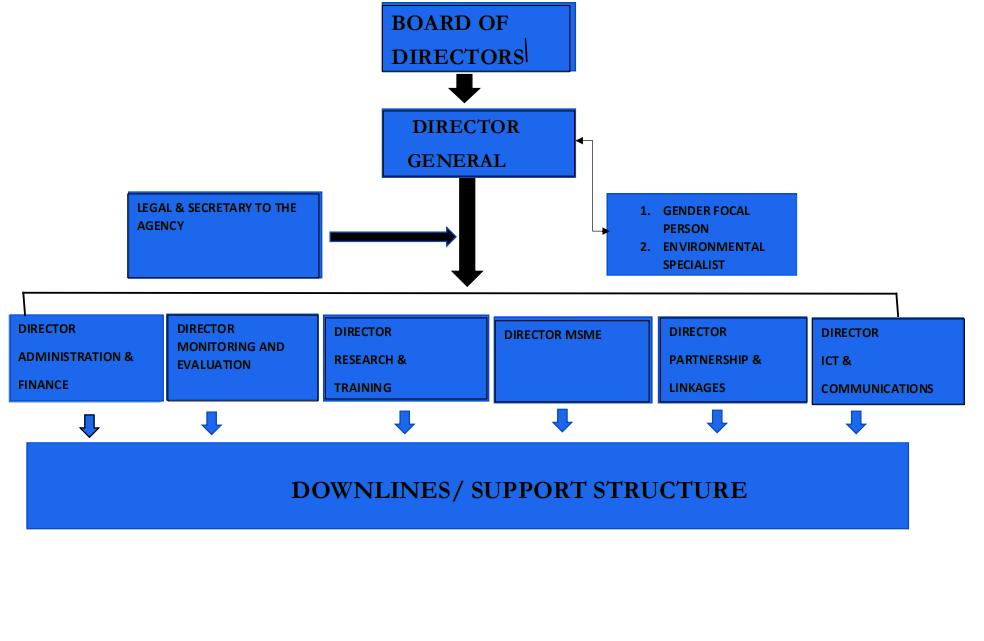 BOARD OF
DIRECTORS
DIRECTOR
GENERAL
LEGAL & SECRETARY TO THE
AGENCY
1. GENDER FOCAL
PERSON
2. ENVIRONMENTAL
SPECIALIST
DIRECTOR
ADMINISTRATION &
FINANCE
DIRECTOR
MONITORING AND
EVALUATION
DIRECTOR
RESEARCH &
TRAINING
DIRECTOR MSME
DIRECTOR
PARTNERSHIP &
LINKAGES
DIRECTOR
ICT &
COMMUNICATIONS
DOWNLINES/ SUPPORT STRUCTURE